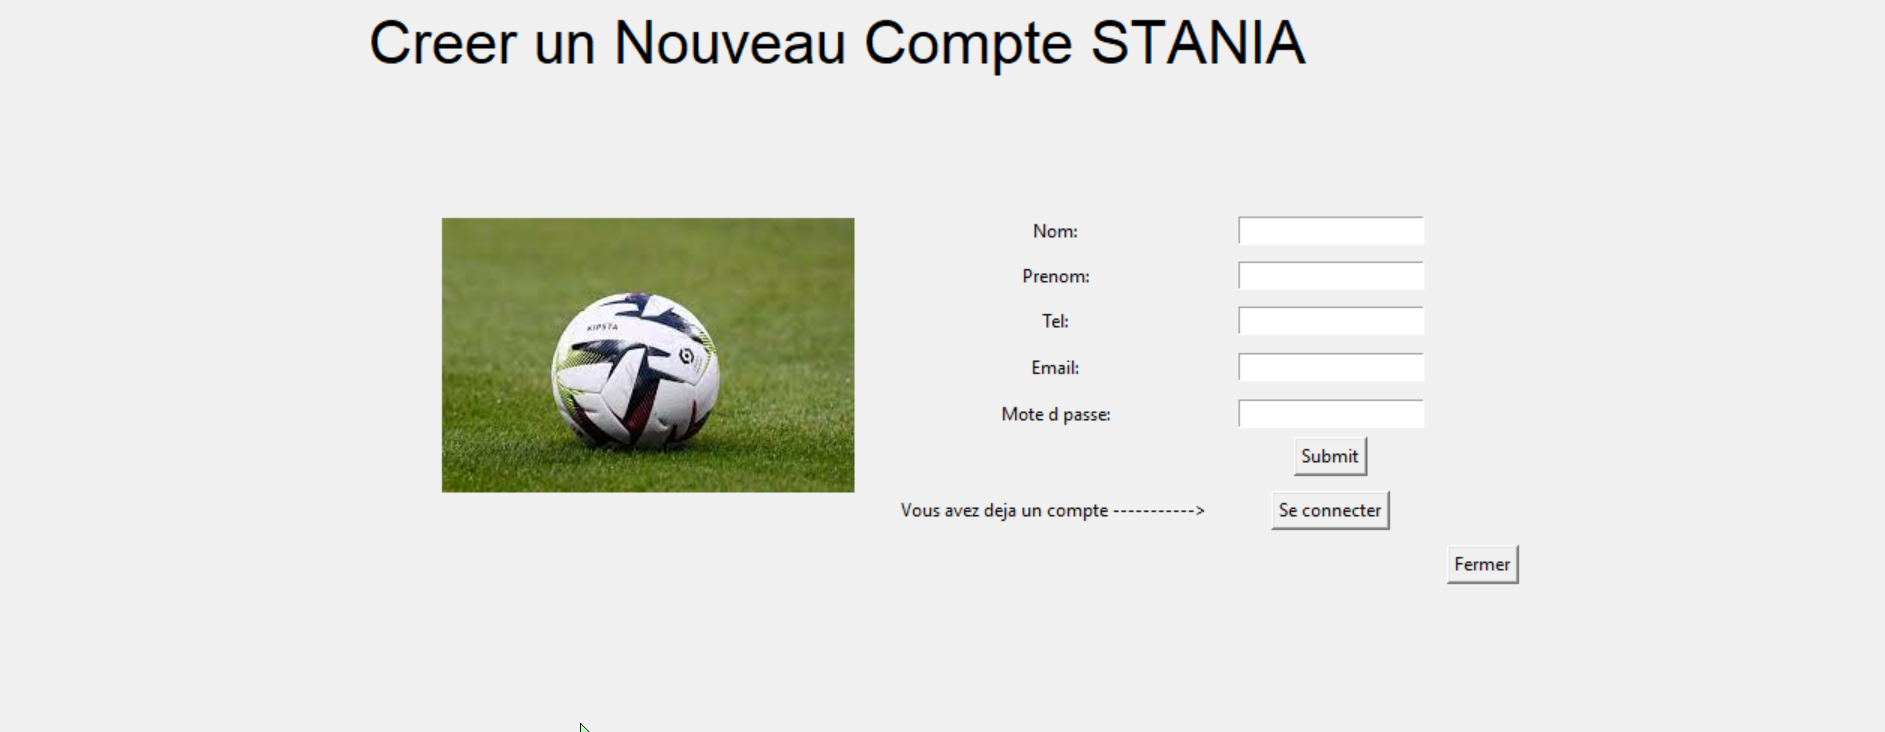 Creer un Nouveau Compte STANIA
KIPSTA
Nom:
Prenom:
Tel:
Email:
Mote d passe:
Submit
Vous avez deja un compte ----------->
Se connecter
Fermer